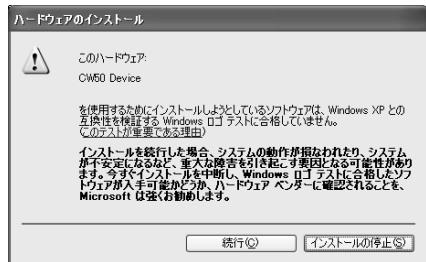 ハードウェアのインストール
このハードウェア:
CW50 Device
を使用するためにインストールしようとしているソフトウェアは、Windows XP との
互換性を検証する Windows ロゴ テストに合格していません。
(このテストが重要である理由)
インストールを続行した場合、システムの動作が損なわれたり、システム
が不安定になるなど、重大な障害を引き起こす要因となる可能性があり
ます。今すぐインストールを中断し、Windows ロゴ テストに合格したソフ
トウェアが入手可能かどうか、ハードウェア ベンダーに確認されることを、
Microsoft は強くお勧めします。
続行(C) インストールの停止(S)